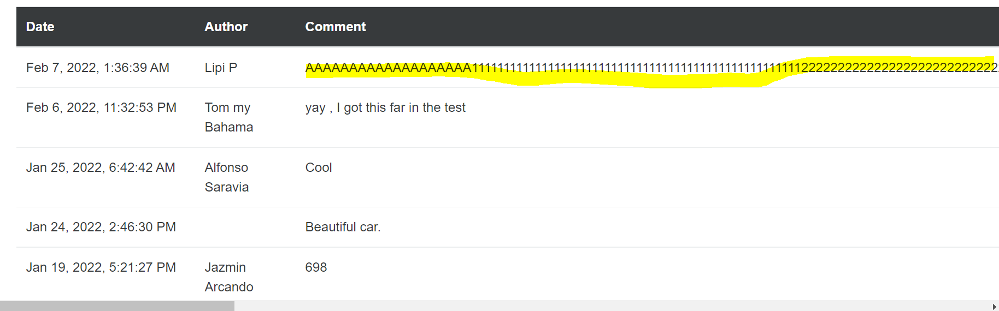 Date Author Comment
Feb 7, 2022, 1:36:39 AM Lipi P AAAAAAAAAAAAAAAAAAA1111111111111111111111111111111111111111111111111111222222222222222222222222222
Feb 6, 2022, 11:32:53 PM Tom my yay , I got this far in the test
Bahama
Jan 25, 2022, 6:42:42 AM Alfonso Cool
Saravia
Jan 24, 2022, 2:46:30 PM Beautiful car.
Jan 19, 2022, 5:21:27 PM Jazmin 698
Arcando